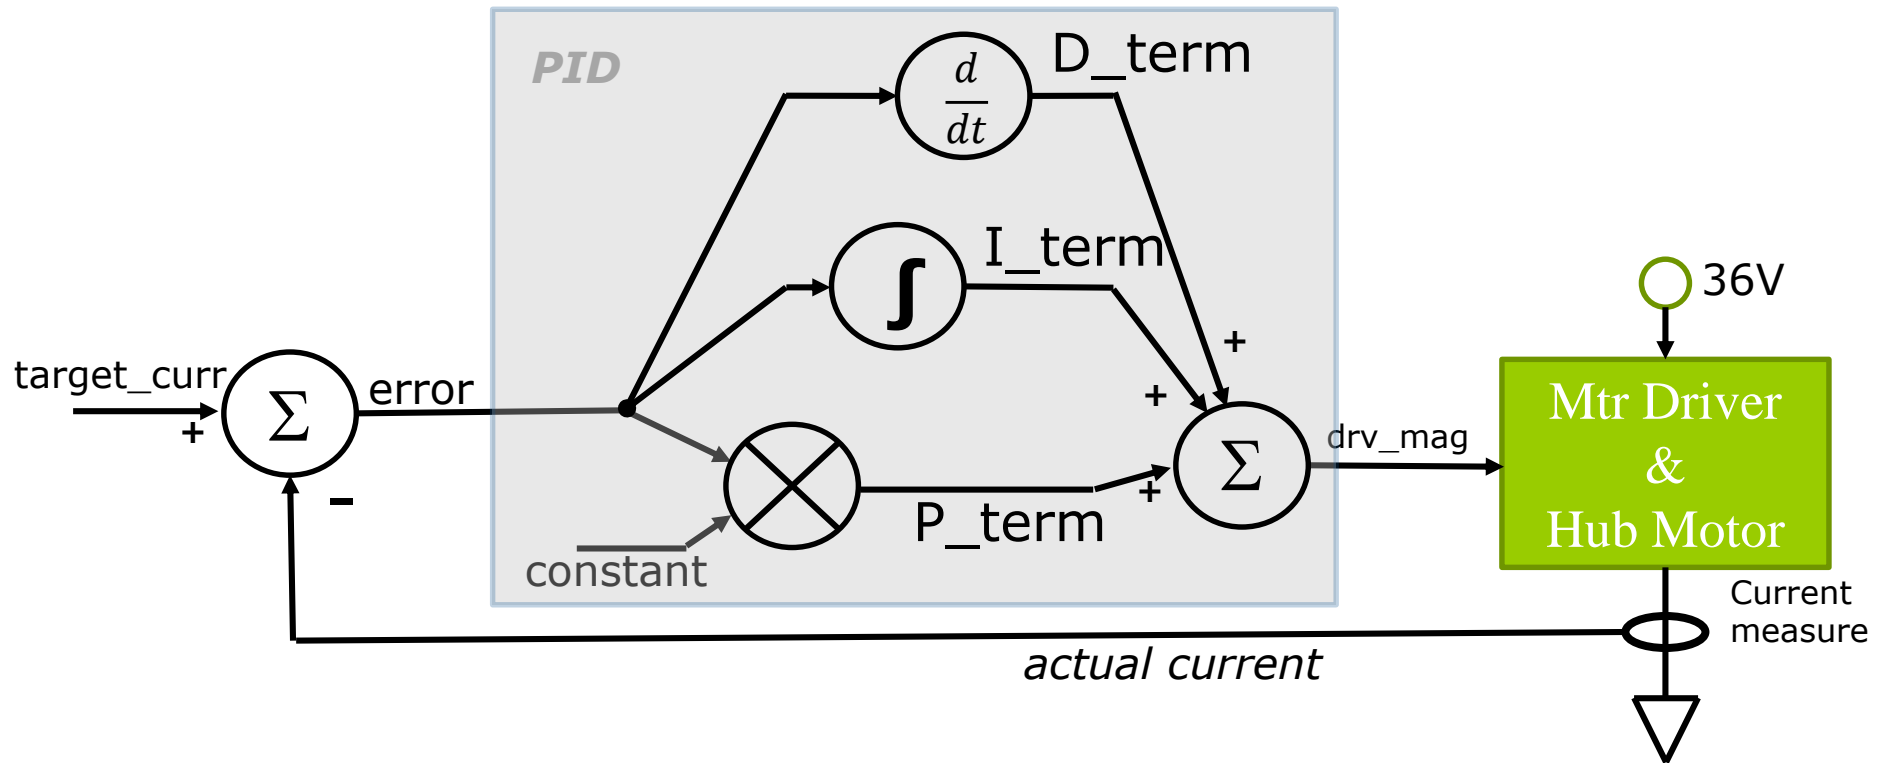 PID
D_term
d
dt
I_term
∫
36V
target_curr
+
Σ
error
-
constant
P_term
+
+
+
Σ
drv_mag
Mtr Driver
&
Hub Motor
Current
measure
actual current